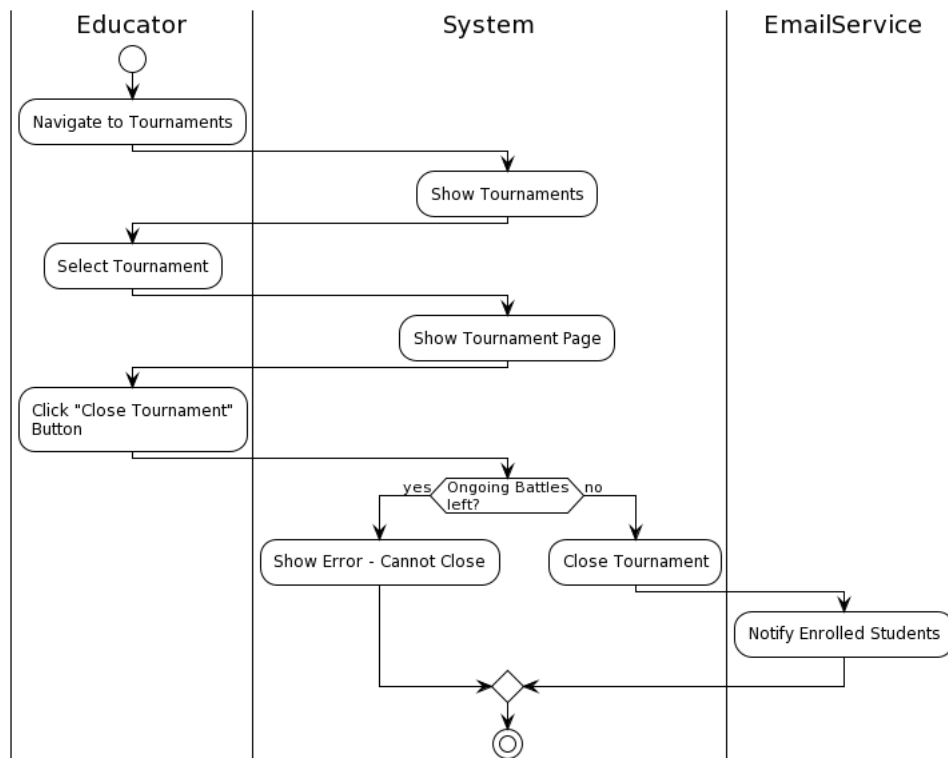 Educator
System
EmailService
Navigate to Tournaments
Show Tournaments
Select Tournament
Show Tournament Page
Click "Close Tournament"
Button
yes
Ongoing Battles
left?
no
Show Error - Cannot Close
Close Tournament
Notify Enrolled Students